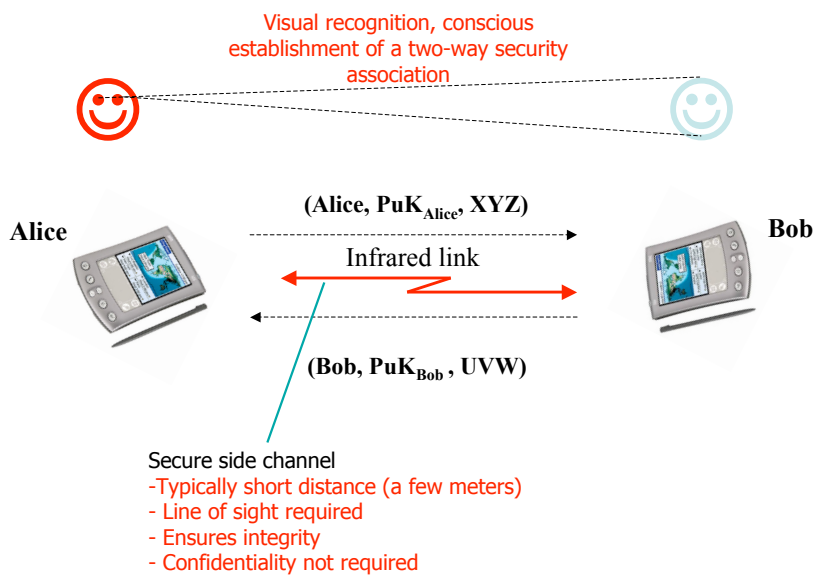 Visual recognition, conscious
establishment of a two-way security
association
(Alice, PuKAlice, XYZ)
Alice
Bob
Infrared link
(Bob, PuKBob , UVW)
Secure side channel
-Typically short distance (a few meters)
- Line of sight required
- Ensures integrity
- Confidentiality not required